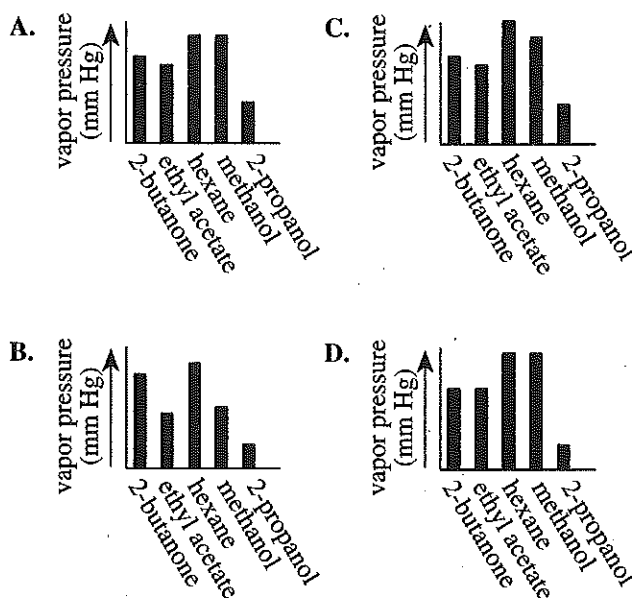 A.
vapor pressure
(mm Hg)
2-butanone
ethyl acetate
hexane
methanol
2-propanol
C.
vapor pressure
(mm Hg)
2-butanone
ethyl acetate
hexane
methanol
2-propanol
B.
vapor pressure
(mm Hg)
2-butanone
ethyl acetate
hexane
methanol
2-propanol
D.
vapor pressure
(mm Hg)
2-butanone
ethyl acetate
hexane
methanol
2-propanol